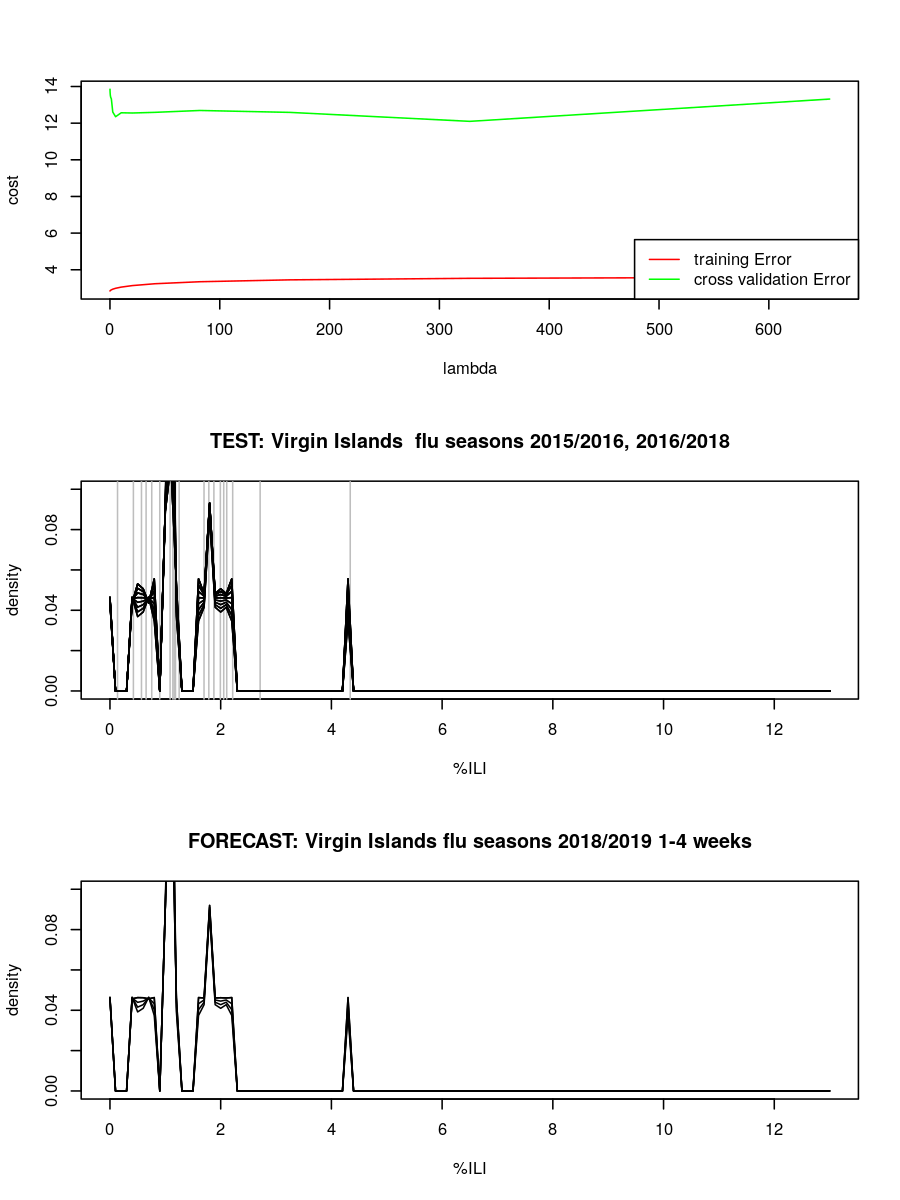 cost
14
12
10
8
6
4
training Error
cross validation Error
0 100 200 300 400 500 600
lambda
TEST: Virgin Islands  flu seasons 2015/2016, 2016/2018
density
0.08
0.04
0.00
0 2 4 6 8 10 12
%ILI
FORECAST: Virgin Islands flu seasons 2018/2019 1-4 weeks
density
0.08
0.04
0.00
0 2 4 6 8 10 12
%ILI